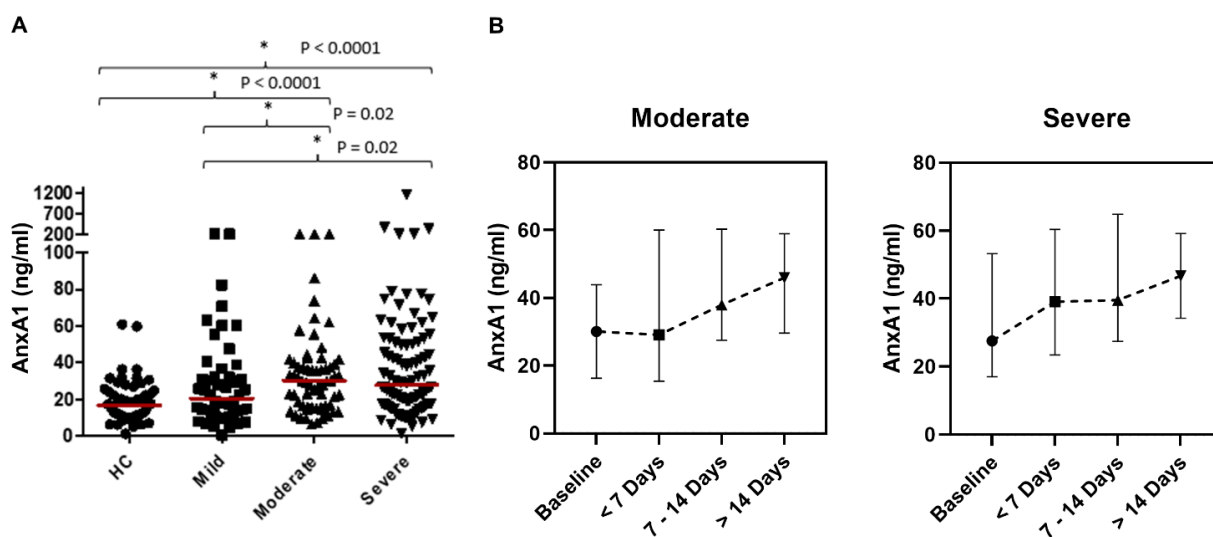 A
* P < 0.0001
* P < 0.0001
* P = 0.02
* P = 0.02
AnxA1 (ng/ml)
1200
700
200
100
80
60
40
20
0
HC
Mild
Moderate
Severe
B
Moderate
AnxA1 (ng/ml)
80
60
40
20
0
Baseline
< 7 Days
7 - 14 Days
> 14 Days
Severe
AnxA1 (ng/ml)
80
60
40
20
0
Baseline
< 7 Days
7 - 14 Days
> 14 Days